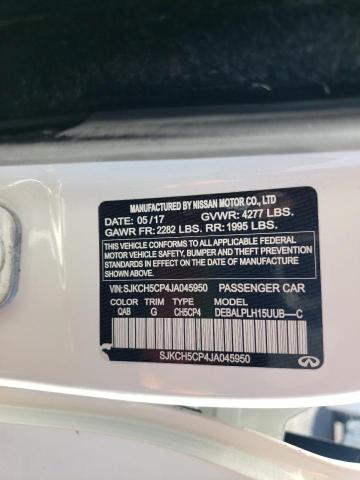 MANUFACTURED BY NISSAN MOTOR CO., LTD
DATE: 05/17 GVWR: 4277 LBS.
GAWR FR: 2282 LBS. RR: 1995 LBS.
THIS VEHICLE CONFORMS TO ALL APPLICABLE FEDERAL
MOTOR VEHICLE SAFETY, BUMPER AND THEFT PREVENTION
STANDARDS IN EFFECT ON THE DATE OF MANUFACTURE
SHOWN ABOVE.
VIN:SJKCH5CP4JA045950 PASSENGER CAR
COLOR TRIM TYPE MODEL
QAB G CH5CP4 DEBALPLH15UUB---C
SJKCH5CP4JA045950